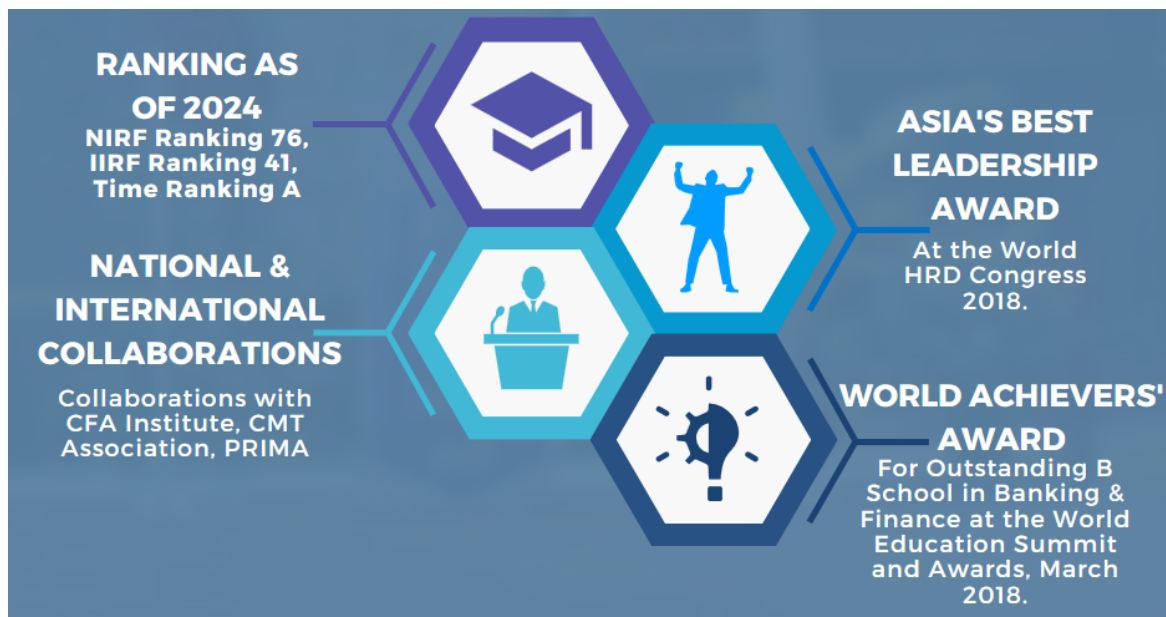 RANKING AS
OF 2024
NIRF Ranking 76,
IIRF Ranking 41,
Time Ranking A
ASIA'S BEST
LEADERSHIP
AWARD
At the World
HRD Congress
2018.
NATIONAL &
INTERNATIONAL
COLLABORATIONS
Collaborations with
CFA Institute, CMT
Association, PRIMA
WORLD ACHIEVERS'
AWARD
For Outstanding B
School in Banking &
Finance at the World
Education Summit
and Awards, March
2018.